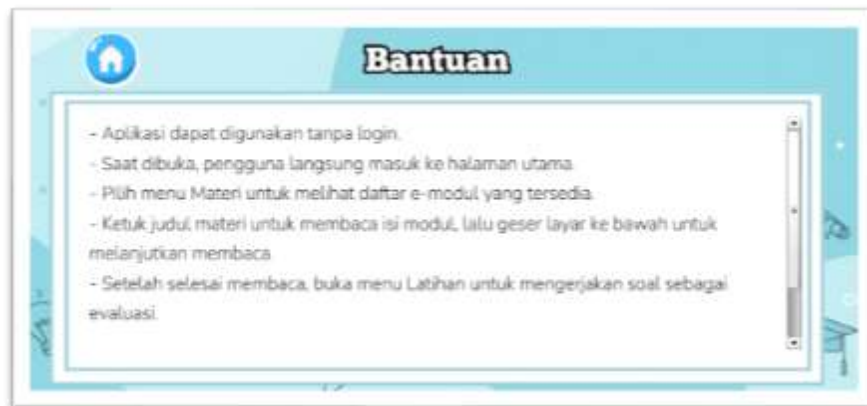 Bantuan
- Aplikasi dapat digunakan tanpa login.
- Saat dibuka, pengguna langsung masuk ke halaman utama.
- Pilih menu Materi untuk melihat daftar e-modul yang tersedia.
- Ketuk judul materi untuk membaca isi modul, lalu geser layar ke bawah untuk
melanjutkan membaca.
- Setelah selesai membaca, buka menu Latihan untuk mengerjakan soal sebagai
evaluasi.